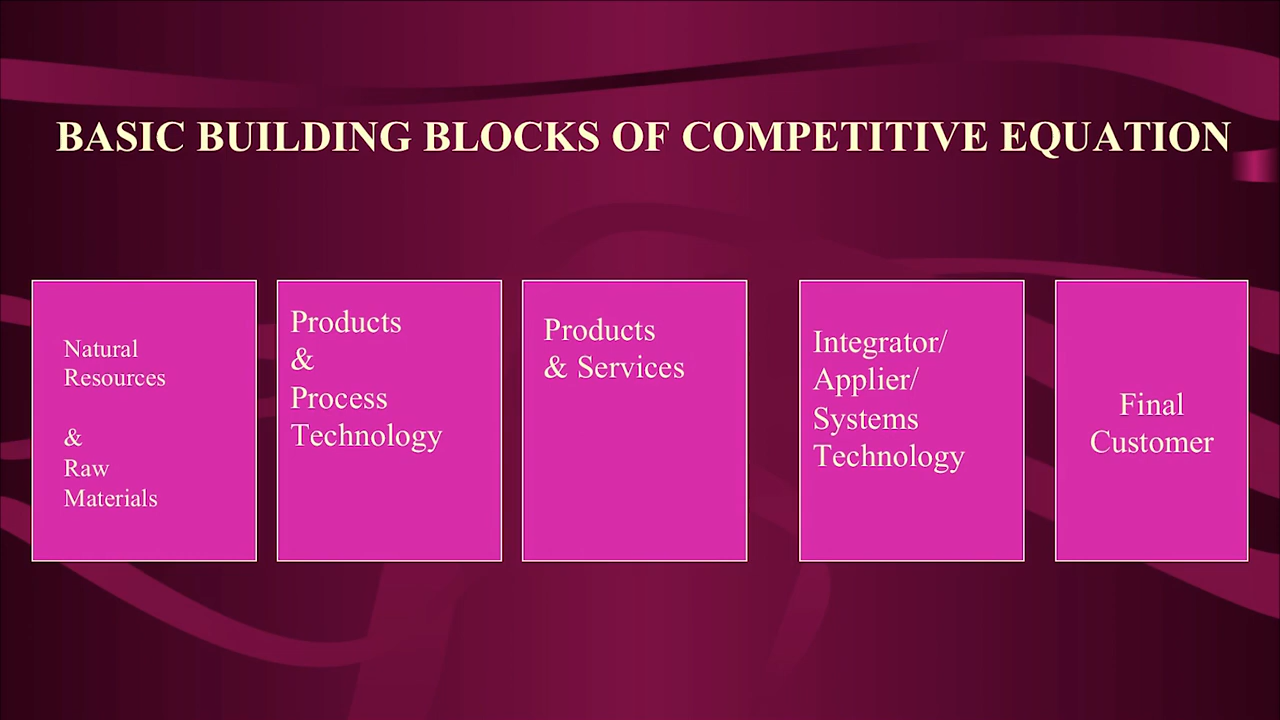 BASIC BUILDING BLOCKS OF COMPETITIVE EQUATION
Natural
Resources
&
Raw
Materials
Products
&
Process
Technology
Products
& Services
Integrator/
Applier/
Systems
Technology
Final
Customer